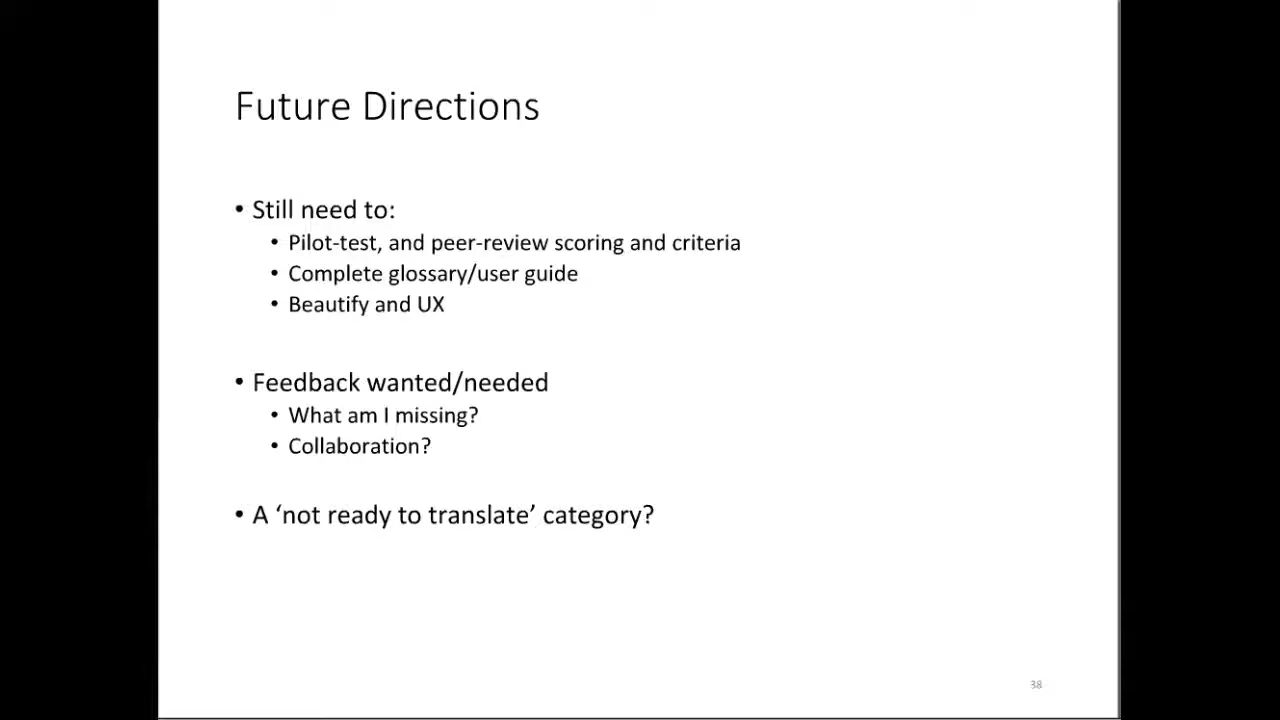 Future Directions
• Still need to:
• Pilot-test, and peer-review scoring and criteria
• Complete glossary/user guide
• Beautify and UX
• Feedback wanted/needed
• What am I missing?
• Collaboration?
• A ‘not ready to translate’ category?
38